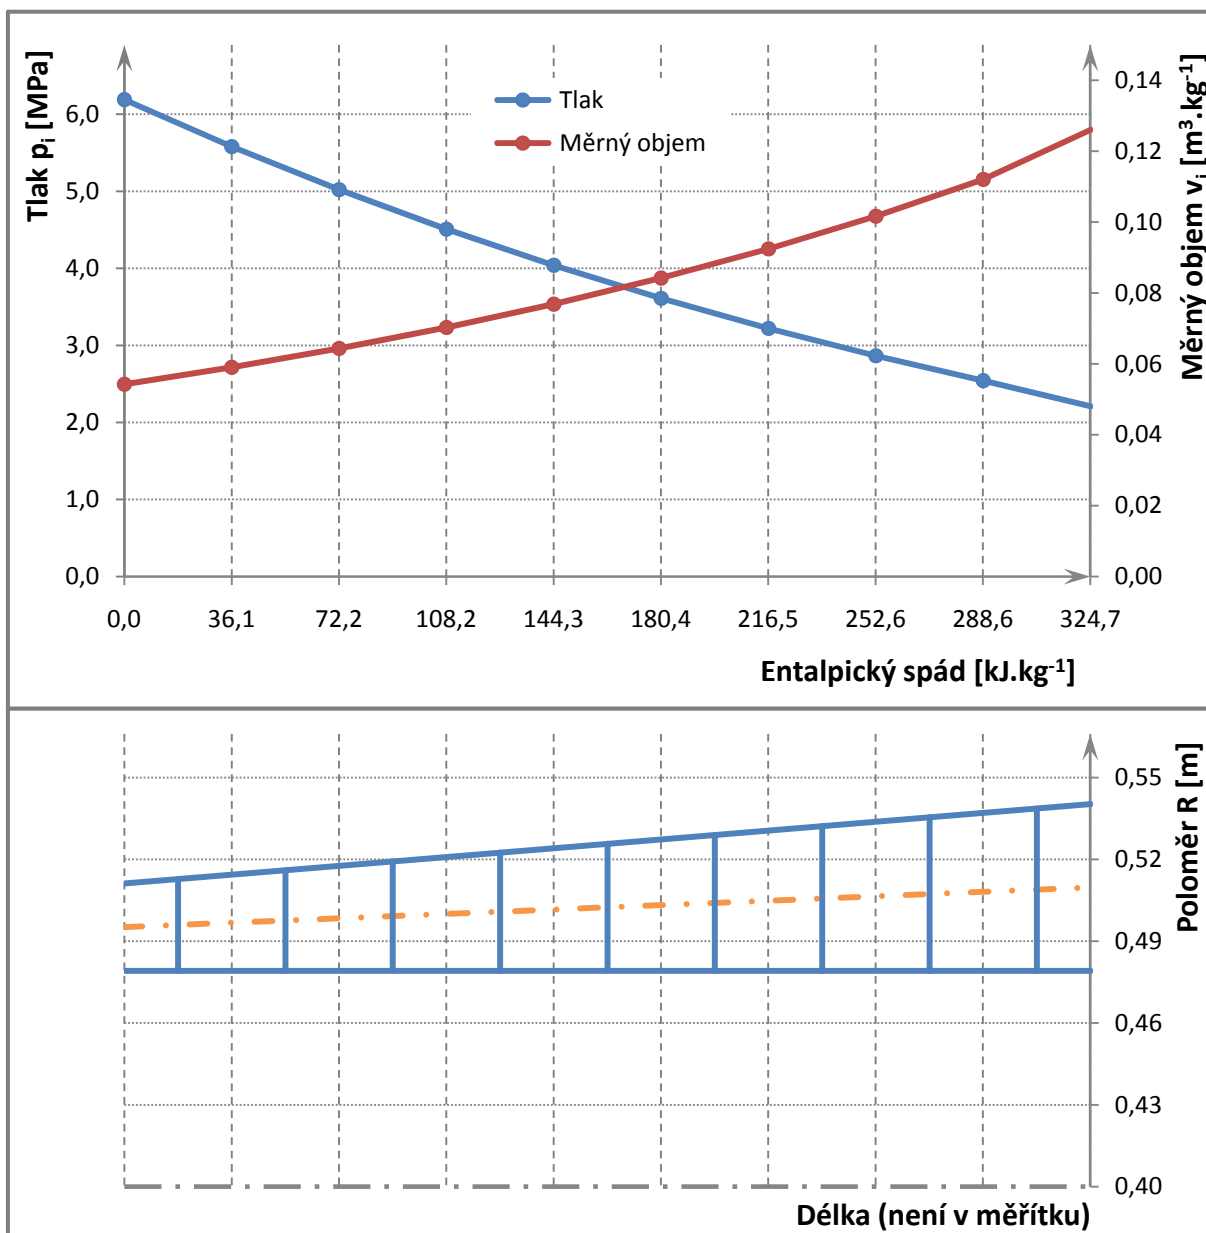 Tlak pᵢ [MPa]
6,0
5,0
4,0
3,0
2,0
1,0
0,0
Tlak
Měrný objem
0,14
0,12
0,10
0,08
0,06
0,04
0,02
0,00
Měrný objem vᵢ [m³.kg⁻¹]
0,0 36,1 72,2 108,2 144,3 180,4 216,5 252,6 288,6 324,7
Entalpický spád [kJ.kg⁻¹]
0,55
0,52
0,49
0,46
0,43
0,40
Poloměr R [m]
Délka (není v měřítku)